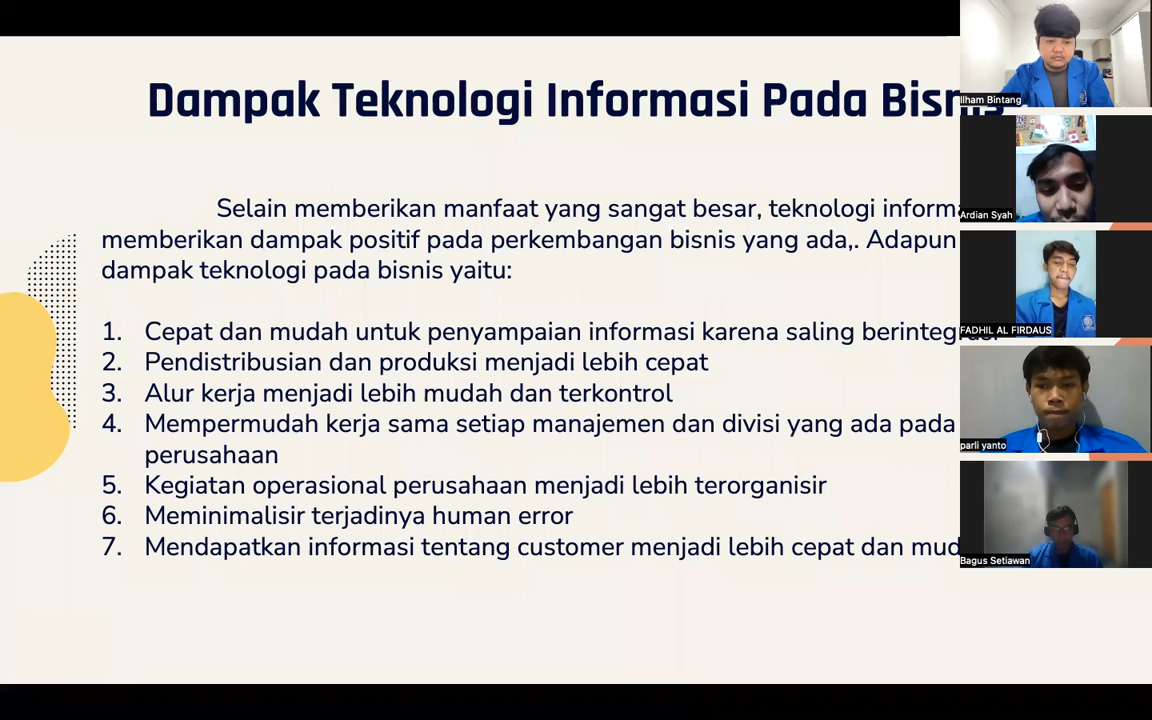 Dampak Teknologi Informasi Pada Bisnis
Selain memberikan manfaat yang sangat besar, teknologi
memberikan dampak positif pada perkembangan bisnis yang ada,. Adapun
dampak teknologi pada bisnis yaitu:
1. Cepat dan mudah untuk penyampaian informasi karena saling
2. Pendistribusian dan produksi menjadi lebih cepat
3. Alur kerja menjadi lebih mudah dan terkontrol
4. Mempermudah kerja sama setiap manajemen dan divisi yang ada pada
perusahaan
5. Kegiatan operasional perusahaan menjadi lebih terorganisir
6. Meminimalisir terjadinya human error
7. Mendapatkan informasi tentang customer menjadi lebih cepat dan
Ilham Bintang
Ardian Syah
FADHIL AL FIRDAUS
parli yanto
Bagus Setiawan